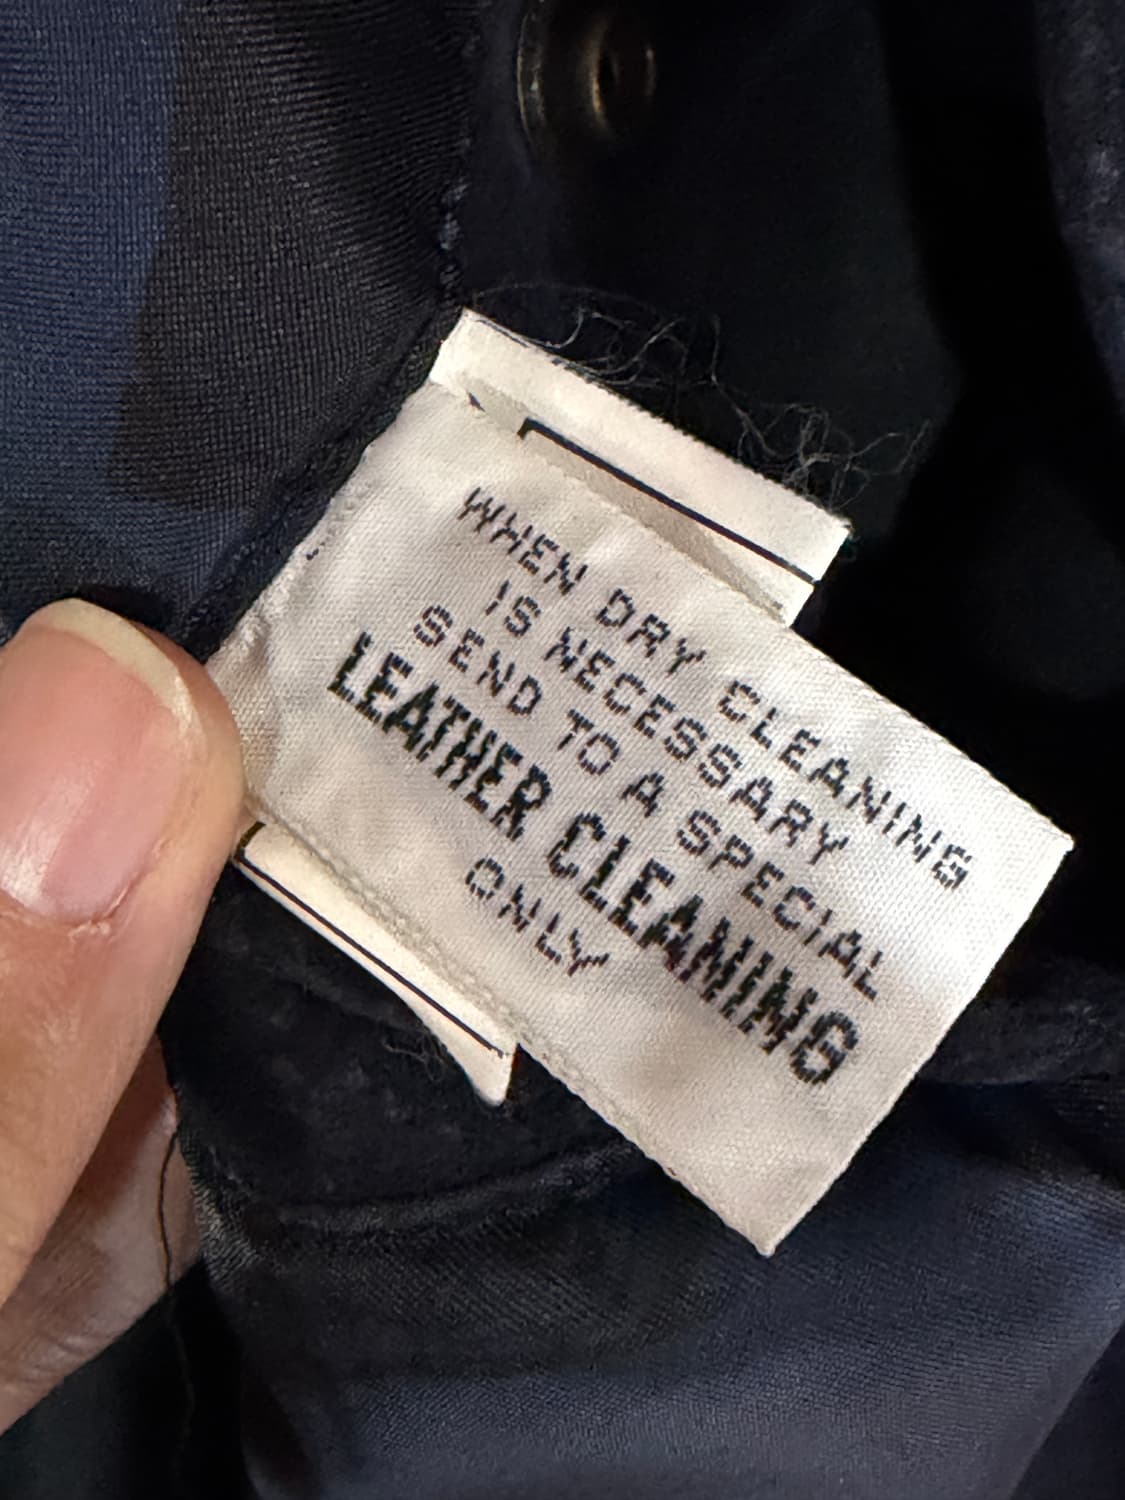 WHEN DRY CLEANING
IS NECESSARY
SEND TO A SPECIAL
LEATHER CLEANING
ONLY